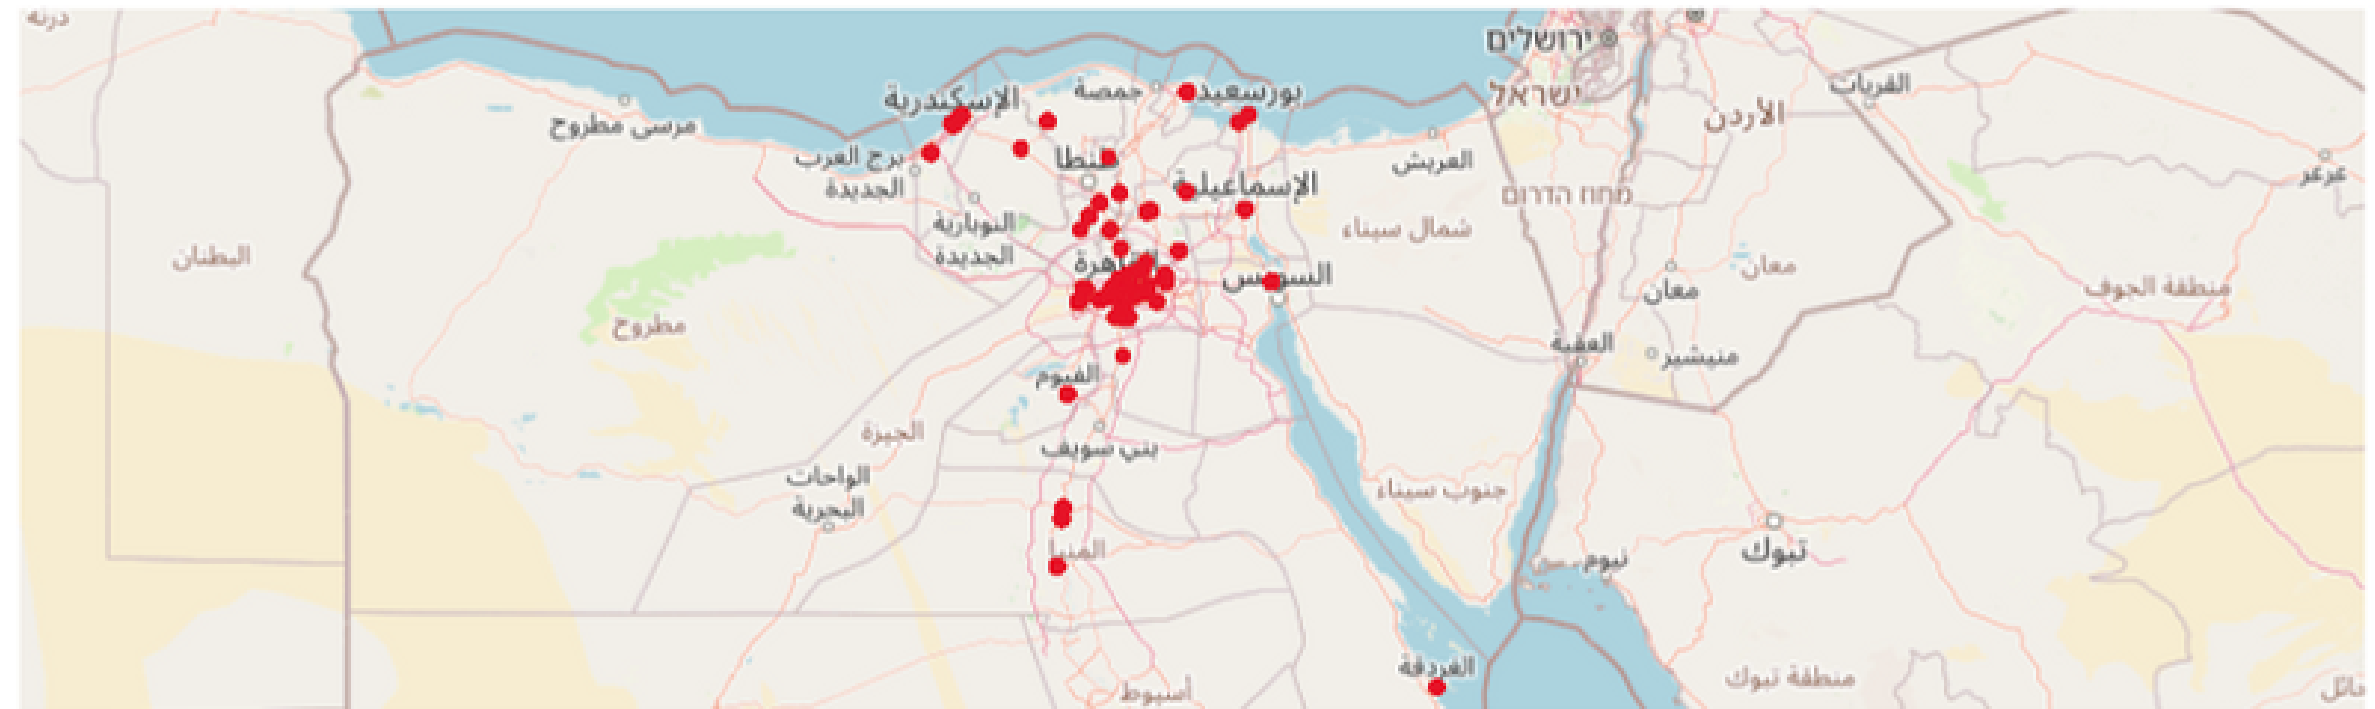 درنة
ירושלים
ישראל
الأردن
القريات
عرعر
الإسكندرية
جمصة
بورسعيد
مرسى مطروح
برج العرب
الجديدة
طنطا
الإسماعيلية
العريش
מחוז הדרום
شمال سيناء
النوبارية
الجديدة
البطنان
القاهرة
السويس
معان
معان
منطقة الجوف
مطروح
العقبة
منيشير
الفيوم
الجيزة
بني سويف
الواحات
البحرية
جنوب سيناء
المنيا
تبوك
نيوم
الغردقة
أسيوط
منطقة تبوك
حائل